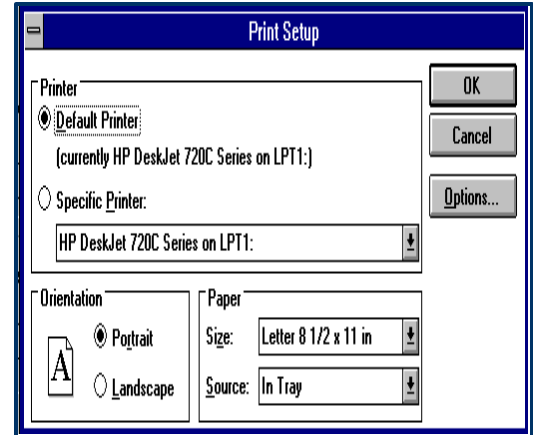 Print Setup
Printer
Default Printer
(currently HP DeskJet 720C Series on LPT1:)
Specific Printer:
HP DeskJet 720C Series on LPT1:
OK
Cancel
Options...
Orientation
A
Portrait
Landscape
Paper
Size: Letter 8 1/2 x 11 in
Source: In Tray